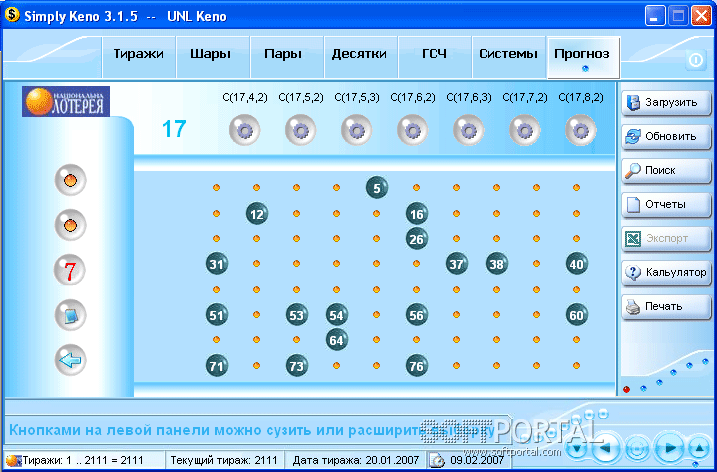 Simply Keno 3.1.5 -- UNL Keno
Тиражи Шары Пары Десятки ГСЧ Системы Прогноз
НАЦІОНАЛЬНА
ЛОТЕРЕЯ
17
C(17,4,2) C(17,5,2) C(17,5,3) C(17,6,2) C(17,6,3) C(17,7,2) C(17,8,2)
5
12 16
26
31 37 38 40
51 53 54 56 60
64
71 73 76
7
Загрузить
Обновить
Поиск
Отчеты
Экспорт
Калькулятор
Печать
Кнопками на левой панели можно сузить или расширить
SOFTPORTAL
www.softportal.com
Тиражи: 1 .. 2111 = 2111 Текущий тираж: 2111 Дата тиража: 20.01.2007 09.02.2007